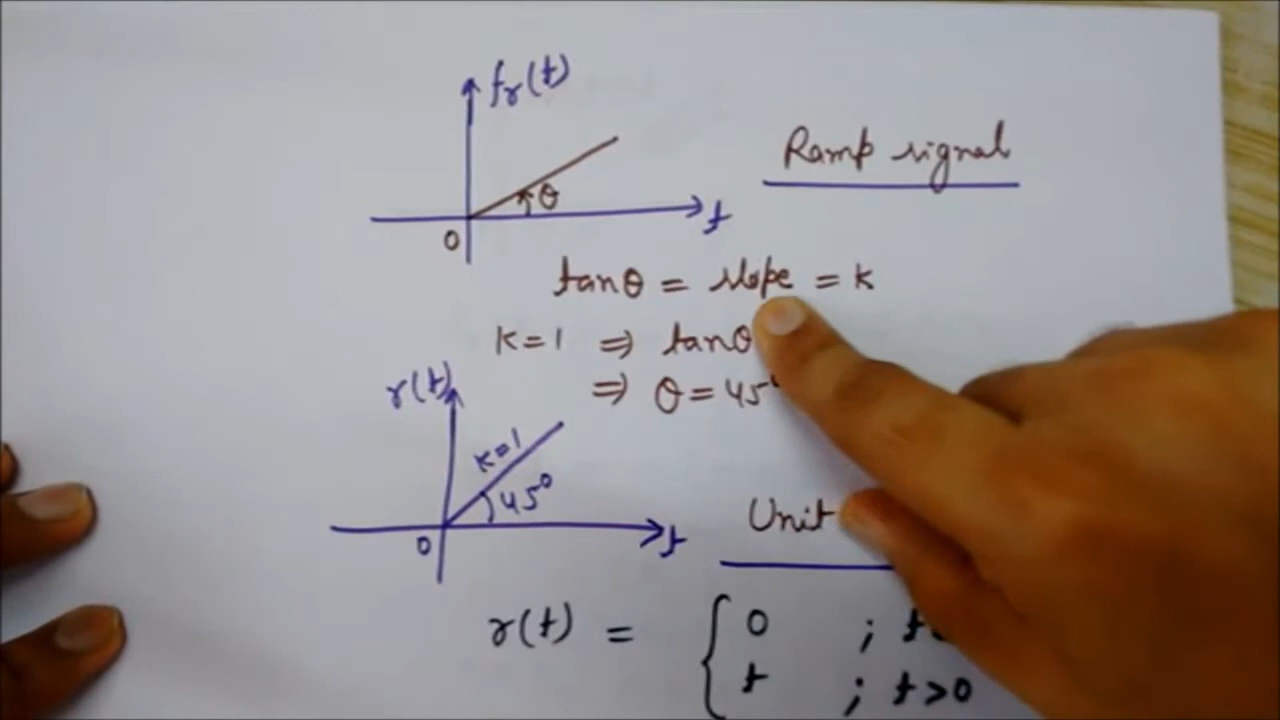 fr(t)
Ramp signal
θ
0
t
tanθ = slope = k
k=1 ⇒ tanθ
⇒ θ = 45°
r(t)
k=1
45°
0
t
Unit
r(t) = { 0 ; t
t ; t>0